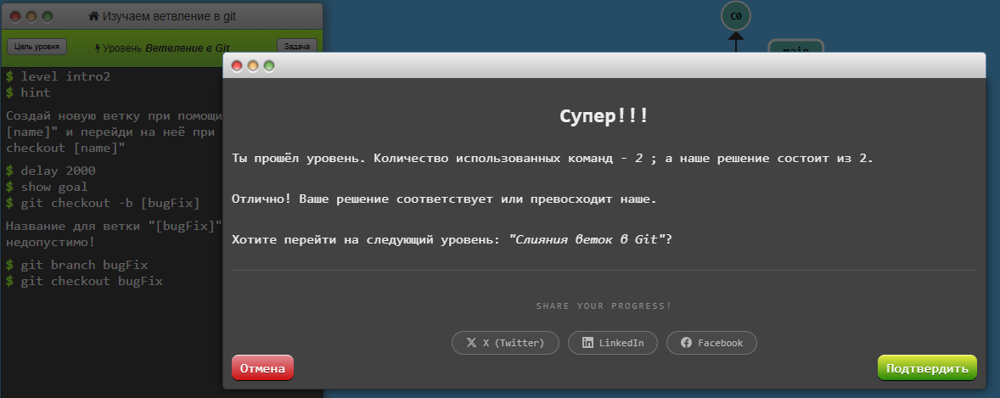 Изучаем ветвление в git
Цель уровня
Уровень Ветвление в Git
Задача
$ level intro2
$ hint
Создай новую ветку при помощи
[name]" и перейди на неё при
checkout [name]"
$ delay 2000
$ show goal
$ git checkout -b [bugFix]
Название для ветки "[bugFix]"
недопустимо!
$ git branch bugFix
$ git checkout bugFix
C0
main
Супер!!!
Ты прошёл уровень. Количество использованных команд - 2 ; а наше решение состоит из 2.
Отлично! Ваше решение соответствует или превосходит наше.
Хотите перейти на следующий уровень: "Слияния веток в Git"?
SHARE YOUR PROGRESS!
X (Twitter)
LinkedIn
Facebook
Отмена
Подтвердить